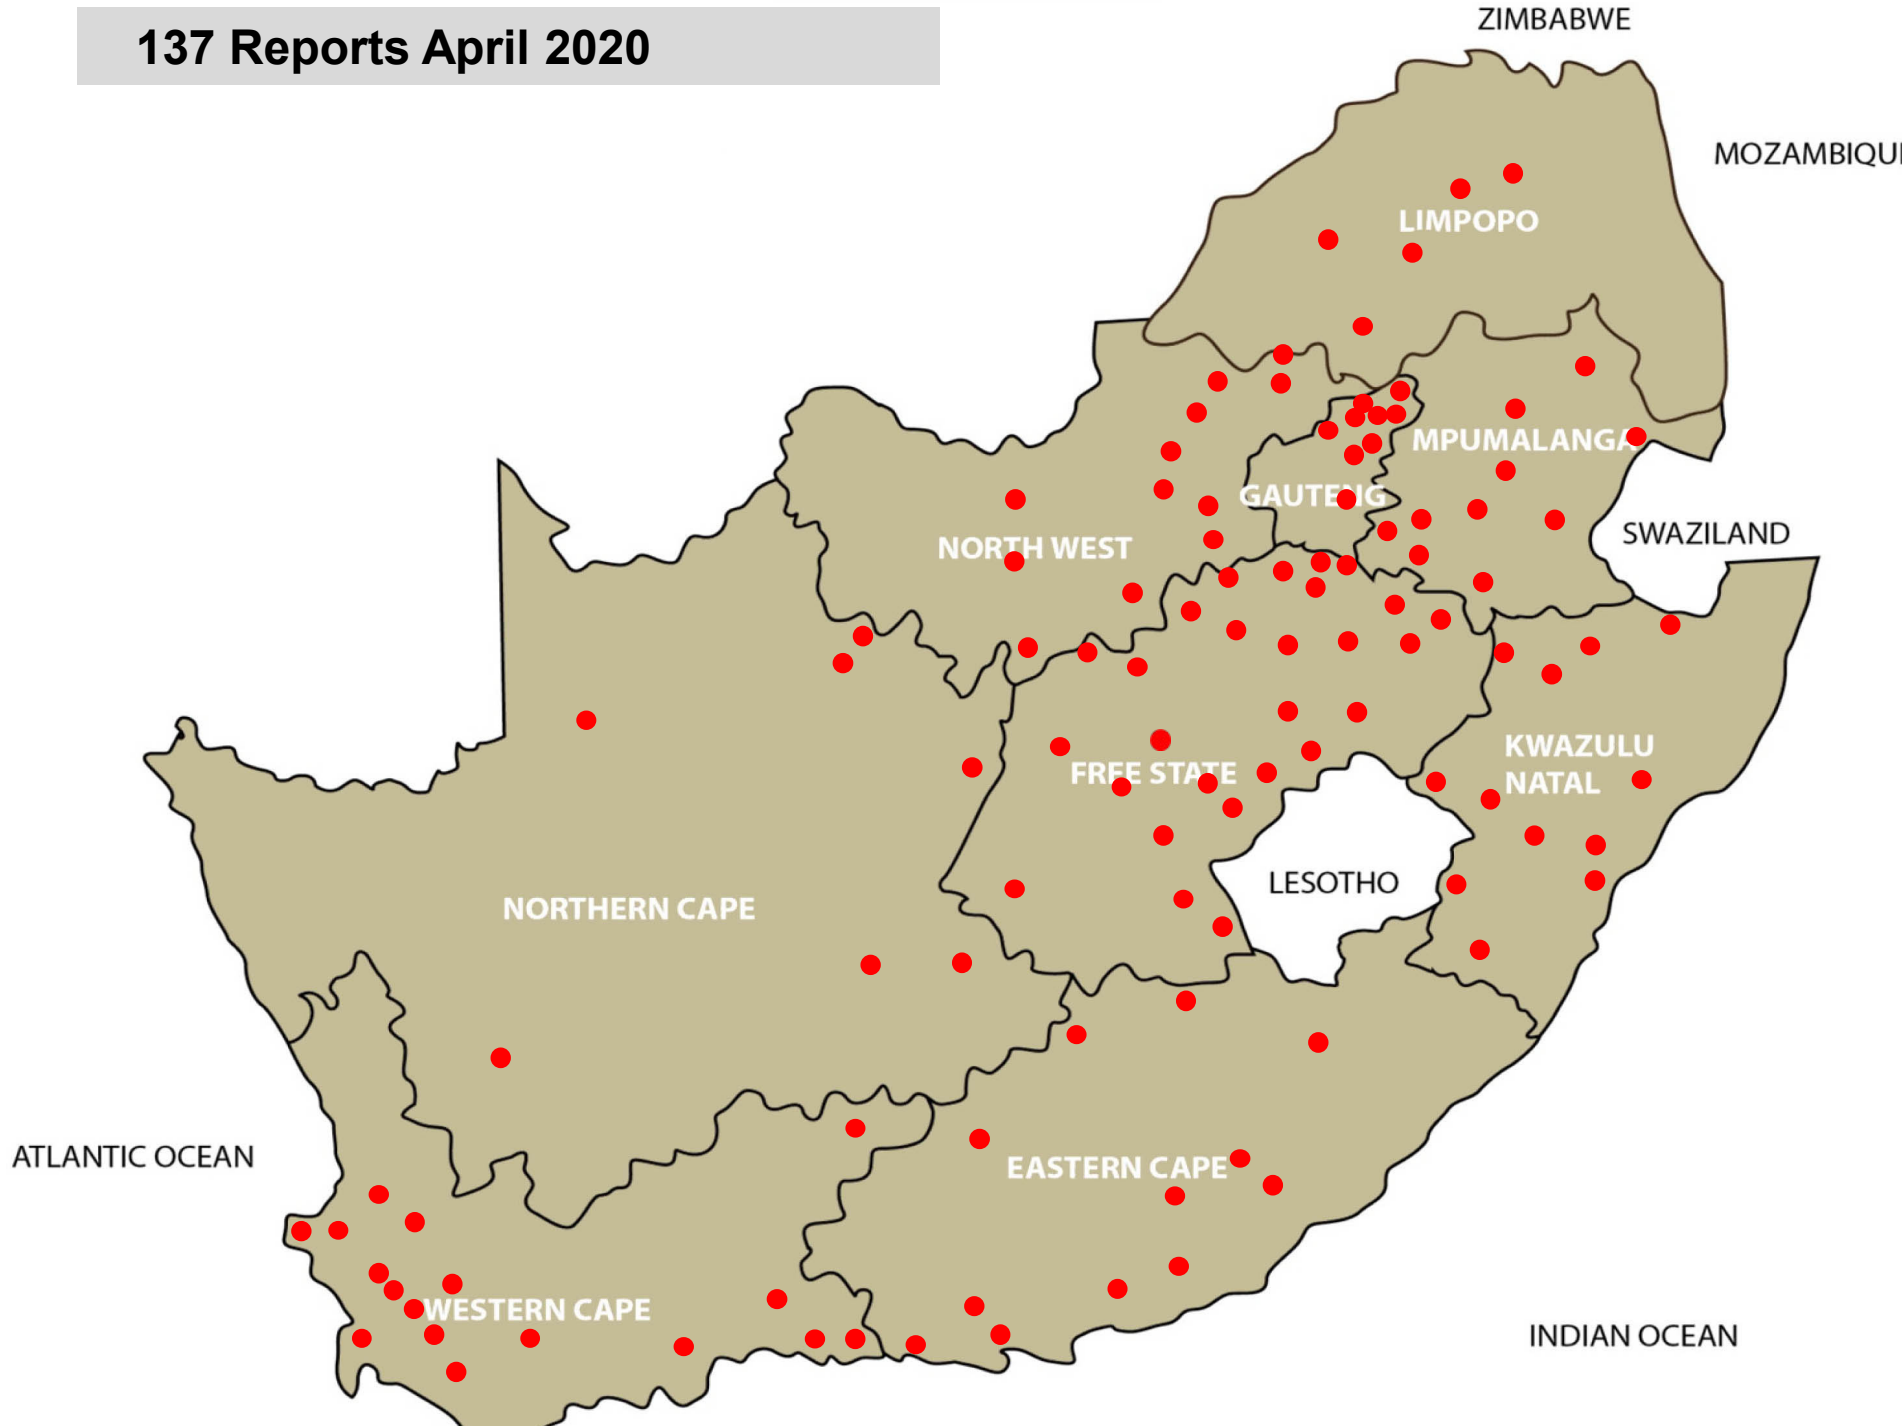 137 Reports April 2020
ZIMBABWE
MOZAMBIQU
LIMPOPO
MPUMALANGA
GAUTENG
SWAZILAND
NORTH WEST
KWAZULU
NATAL
FREE STATE
LESOTHO
NORTHERN CAPE
ATLANTIC OCEAN
EASTERN CAPE
WESTERN CAPE
INDIAN OCEAN